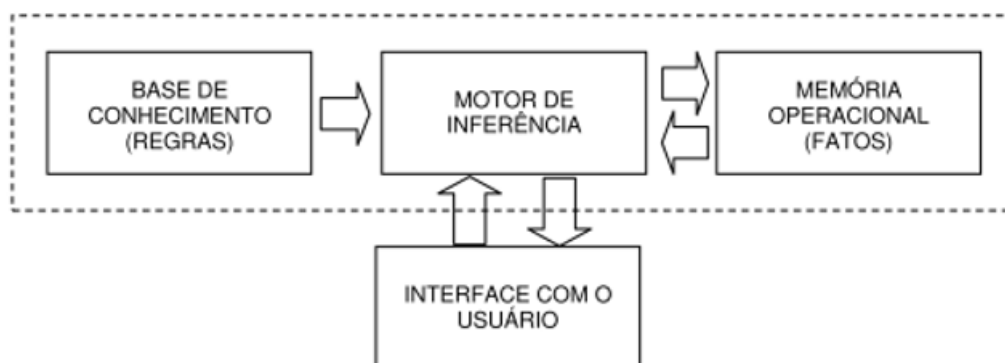 BASE DE
CONHECIMENTO
(REGRAS)
MOTOR DE
INFERÊNCIA
MEMÓRIA
OPERACIONAL
(FATOS)
INTERFACE COM O
USUÁRIO